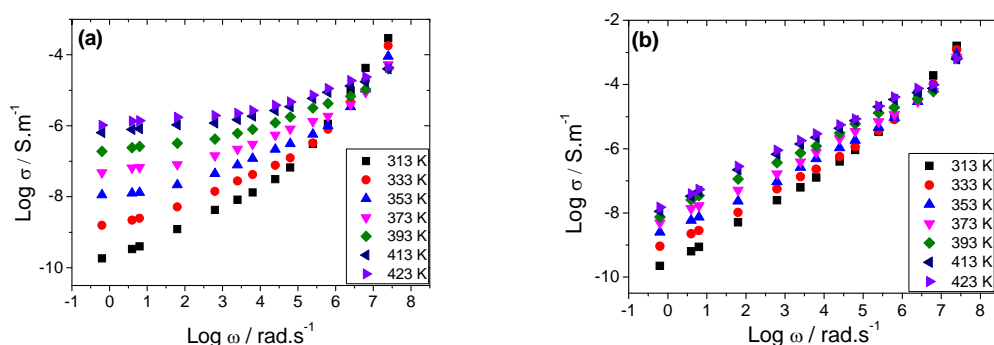 (a)
Log σ / S.m⁻¹
-4
-6
-8
-10
313 K
333 K
353 K
373 K
393 K
413 K
423 K
-1 0 1 2 3 4 5 6 7 8
Log ω / rad.s⁻¹
(b)
Log σ / S.m⁻¹
-2
-4
-6
-8
-10
313 K
333 K
353 K
373 K
393 K
413 K
423 K
-1 0 1 2 3 4 5 6 7 8
Log ω / rad.s⁻¹